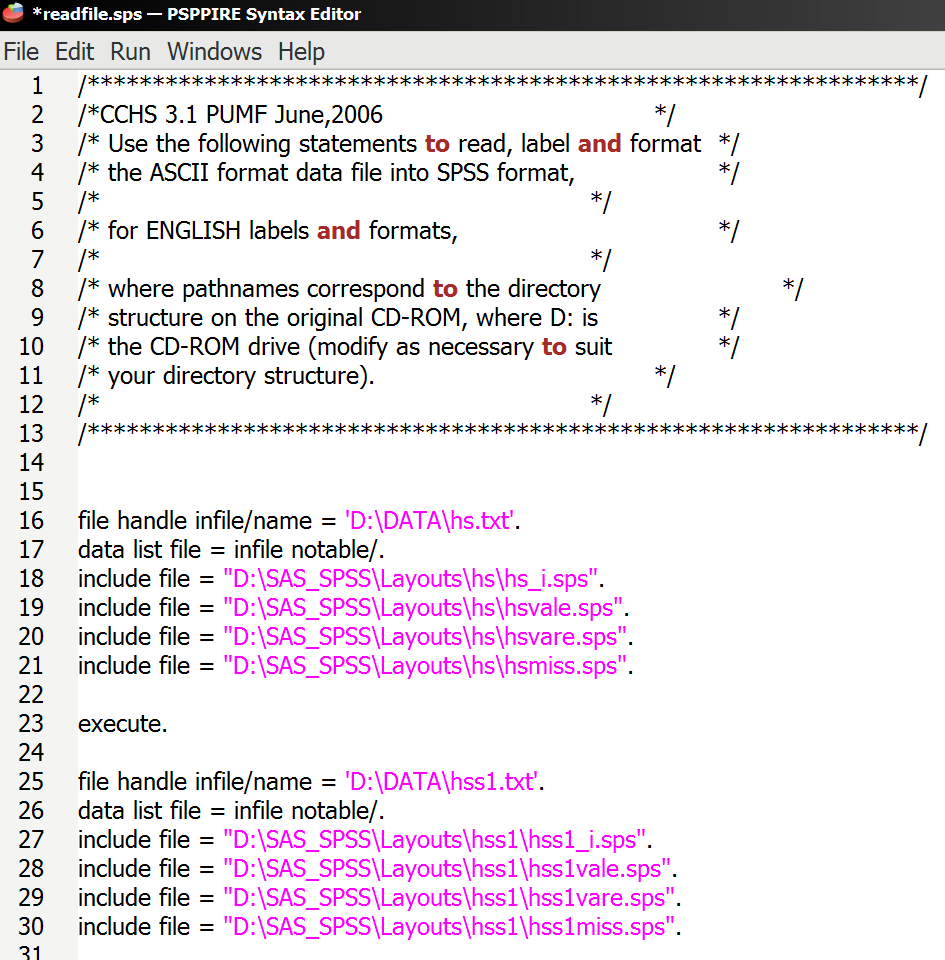 *readfile.sps — PSPPIRE Syntax Editor
File Edit Run Windows Help
1 /*****************************************************************/
2 /*CCHS 3.1 PUMF June,2006 */
3 /* Use the following statements to read, label and format */
4 /* the ASCII format data file into SPSS format, */
5 /* */
6 /* for ENGLISH labels and formats, */
7 /* */
8 /* where pathnames correspond to the directory */
9 /* structure on the original CD-ROM, where D: is */
10 /* the CD-ROM drive (modify as necessary to suit */
11 /* your directory structure). */
12 /* */
13 /*****************************************************************/
14
15
16 file handle infile/name = 'D:\DATA\hs.txt'.
17 data list file = infile notable/.
18 include file = "D:\SAS_SPSS\Layouts\hs\hs_i.sps".
19 include file = "D:\SAS_SPSS\Layouts\hs\hsvale.sps".
20 include file = "D:\SAS_SPSS\Layouts\hs\hsvare.sps".
21 include file = "D:\SAS_SPSS\Layouts\hs\hsmiss.sps".
22
23 execute.
24
25 file handle infile/name = 'D:\DATA\hss1.txt'.
26 data list file = infile notable/.
27 include file = "D:\SAS_SPSS\Layouts\hss1\hss1_i.sps".
28 include file = "D:\SAS_SPSS\Layouts\hss1\hss1vale.sps".
29 include file = "D:\SAS_SPSS\Layouts\hss1\hss1vare.sps".
30 include file = "D:\SAS_SPSS\Layouts\hss1\hss1miss.sps".
31